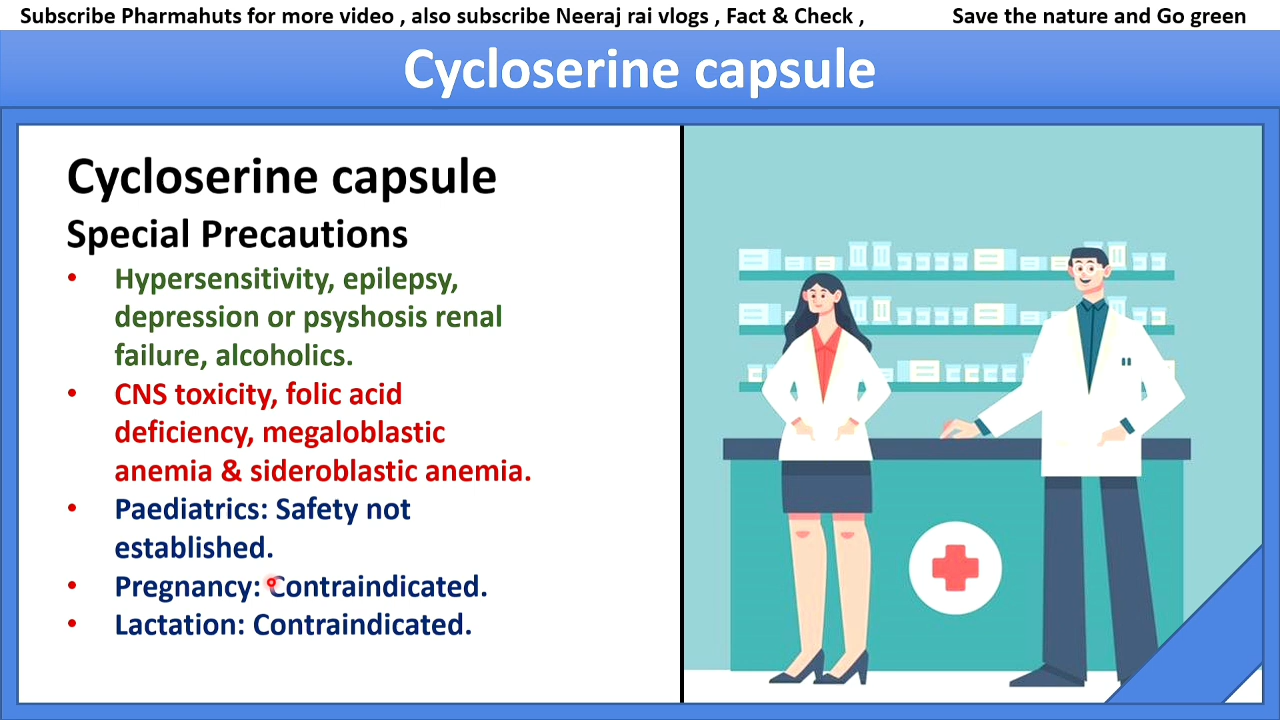 Subscribe Pharmahuts for more video , also subscribe Neeraj rai vlogs , Fact & Check , Save the nature and Go green
Cycloserine capsule
Cycloserine capsule
Special Precautions
• Hypersensitivity, epilepsy,
depression or psyshosis renal
failure, alcoholics.
• CNS toxicity, folic acid
deficiency, megaloblastic
anemia & sideroblastic anemia.
• Paediatrics: Safety not
established.
• Pregnancy: Contraindicated.
• Lactation: Contraindicated.